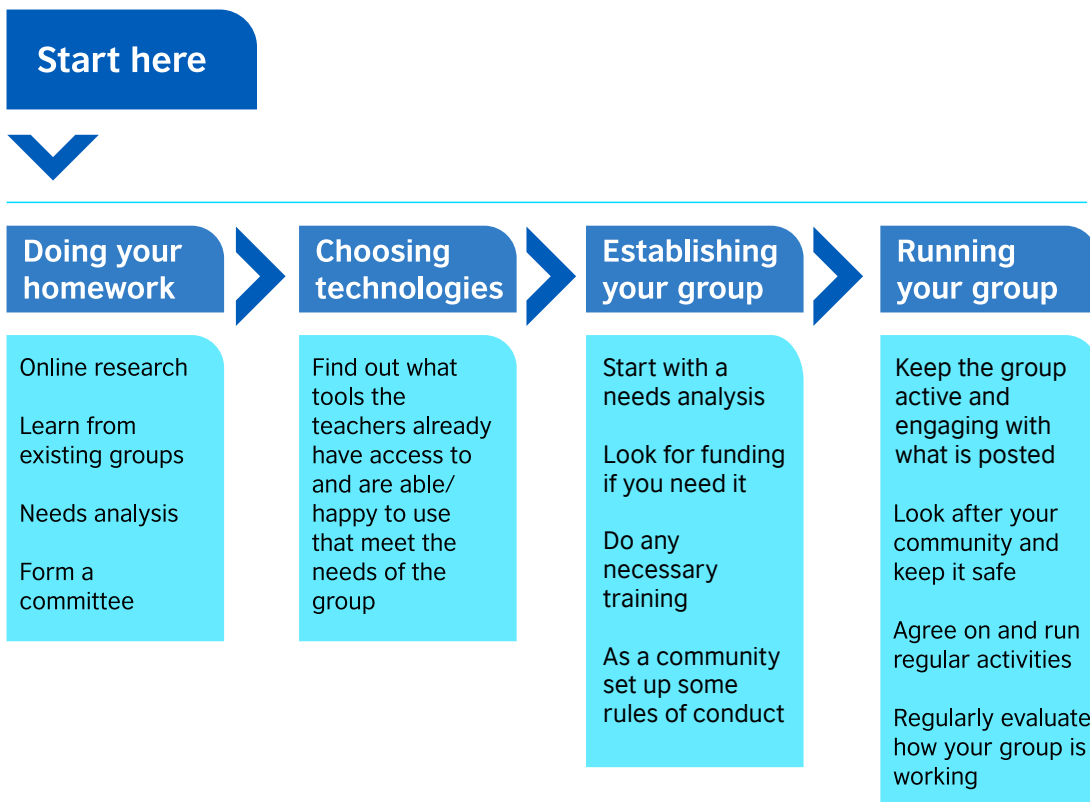 Start here
Doing your
homework
Online research
Learn from
existing groups
Needs analysis
Form a
committee
Choosing
technologies
Find out what
tools the
teachers already
have access to
and are able/
happy to use
that meet the
needs of the
group
Establishing
your group
Start with a
needs analysis
Look for funding
if you need it
Do any
necessary
training
As a community
set up some
rules of conduct
Running
your group
Keep the group
active and
engaging with
what is posted
Look after your
community and
keep it safe
Agree on and run
regular activities
Regularly evaluate
how your group is
working